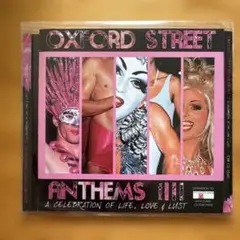 OXFORD STREET
ANTHEMS III
A CELEBRATION OF LIFE, LOVE & LUST